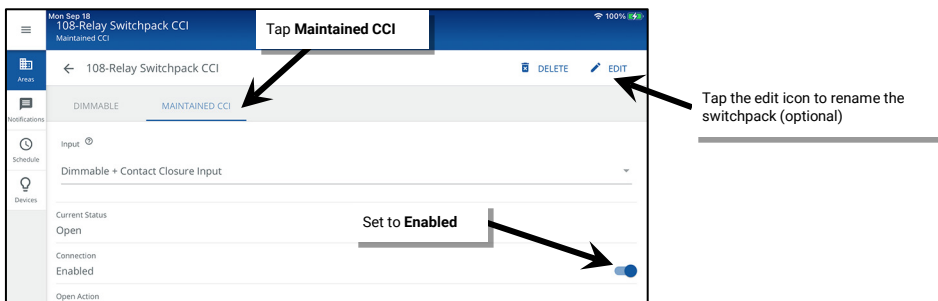 Mon Sep 18
100%
108-Relay Switchpack CCI
Maintained CCI
Tap Maintained CCI
Areas
108-Relay Switchpack CCI
DELETE
EDIT
Tap the edit icon to rename the
switchpack (optional)
Notifications
DIMMABLE
MAINTAINED CCI
Schedule
Input
Dimmable + Contact Closure Input
Devices
Current Status
Open
Set to Enabled
Connection
Enabled
Open Action